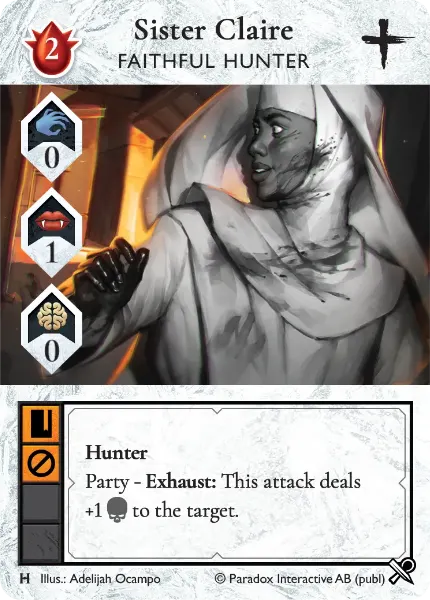 2
Sister Claire
FAITHFUL HUNTER
0
1
0
Hunter
Party - Exhaust: This attack deals
+1 to the target.
H Illus.: Adelijah Ocampo © Paradox Interactive AB (publ)